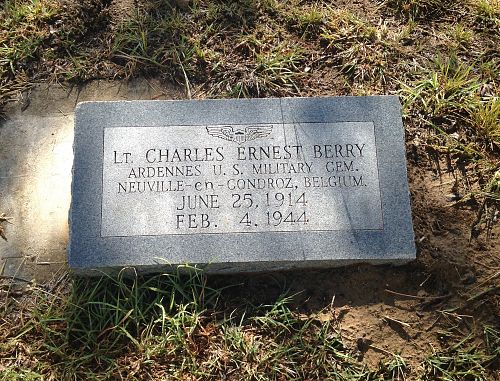 LT. CHARLES ERNEST BERRY
ARDENNES U. S. MILITARY CEM.
NEUVILLE-en-CONDROZ, BELGIUM.
JUNE 25, 1914
FEB. 4, 1944